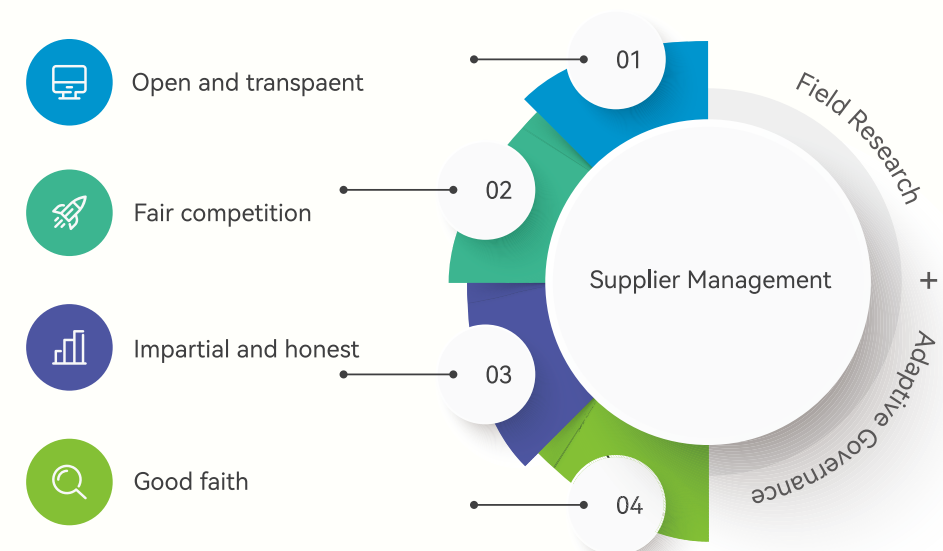 Open and transpaent
Fair competition
Impartial and honest
Good faith
01
02
03
04
Supplier Management
Field Research
+
Adaptive Governance